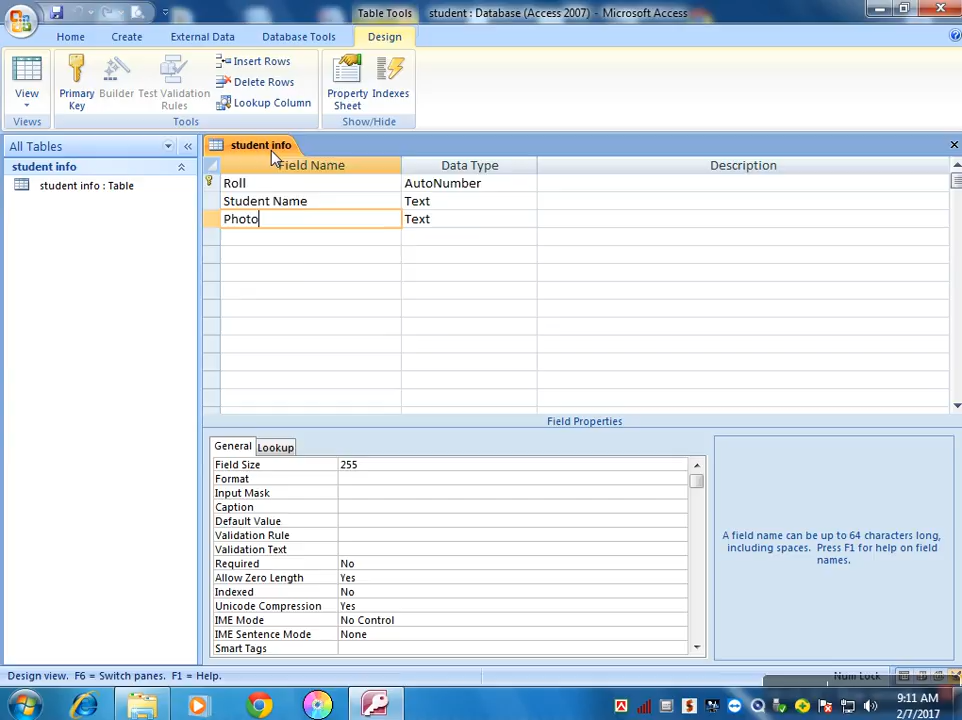 Table Tools
student : Database (Access 2007) - Microsoft Access
Home
Create
External Data
Database Tools
Design
View
Primary
Key
Builder
Test Validation
Rules
Insert Rows
Delete Rows
Lookup Column
Property
Sheet
Indexes
Views
Tools
Show/Hide
All Tables
student info
student info : Table
student info
Field Name
Data Type
Description
Roll
AutoNumber
Student Name
Text
Photo
Text
Field Properties
General
Lookup
Field Size
255
Format
Input Mask
Caption
Default Value
Validation Rule
Validation Text
Required
No
Allow Zero Length
Yes
Indexed
No
Unicode Compression
Yes
IME Mode
No Control
IME Sentence Mode
None
Smart Tags
A field name can be up to 64 characters long,
including spaces. Press F1 for help on field
names.
Design view. F6 = Switch panes. F1 = Help.
Num Lock
9:11 AM
2/7/2017